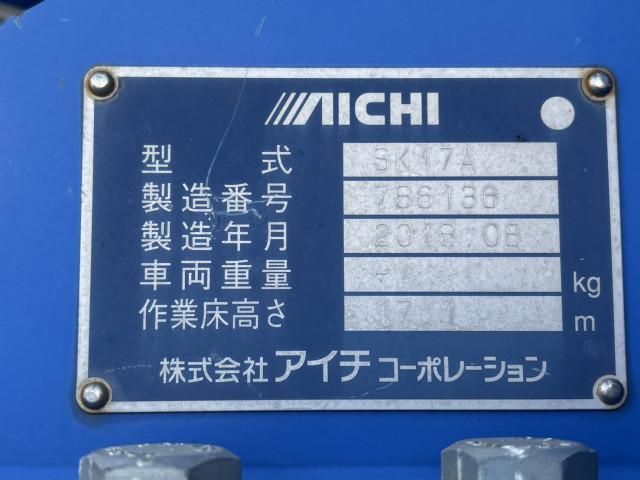 AICHI
型式 SK17A
製造番号 786136
製造年月 2018.08
車両重量 kg
作業床高さ 17.1 m
株式会社 アイチ コーポレーション